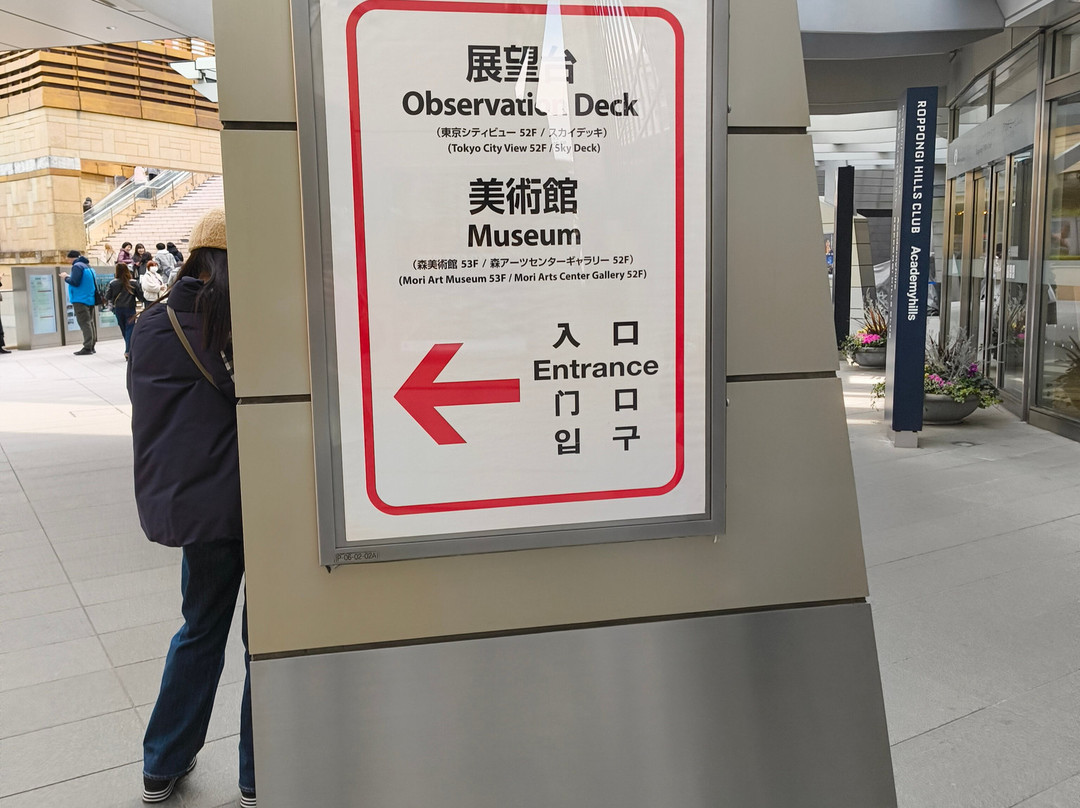 展望台
Observation Deck
(東京シティビュー 52F / スカイデッキ)
(Tokyo City View 52F / Sky Deck)
美術館
Museum
(森美術館 53F / 森アーツセンターギャラリー 52F)
(Mori Art Museum 53F / Mori Arts Center Gallery 52F)
入口
Entrance
门口
입구
P-06-02-02A
ROPPONGI HILLS CLUB
Academyhills